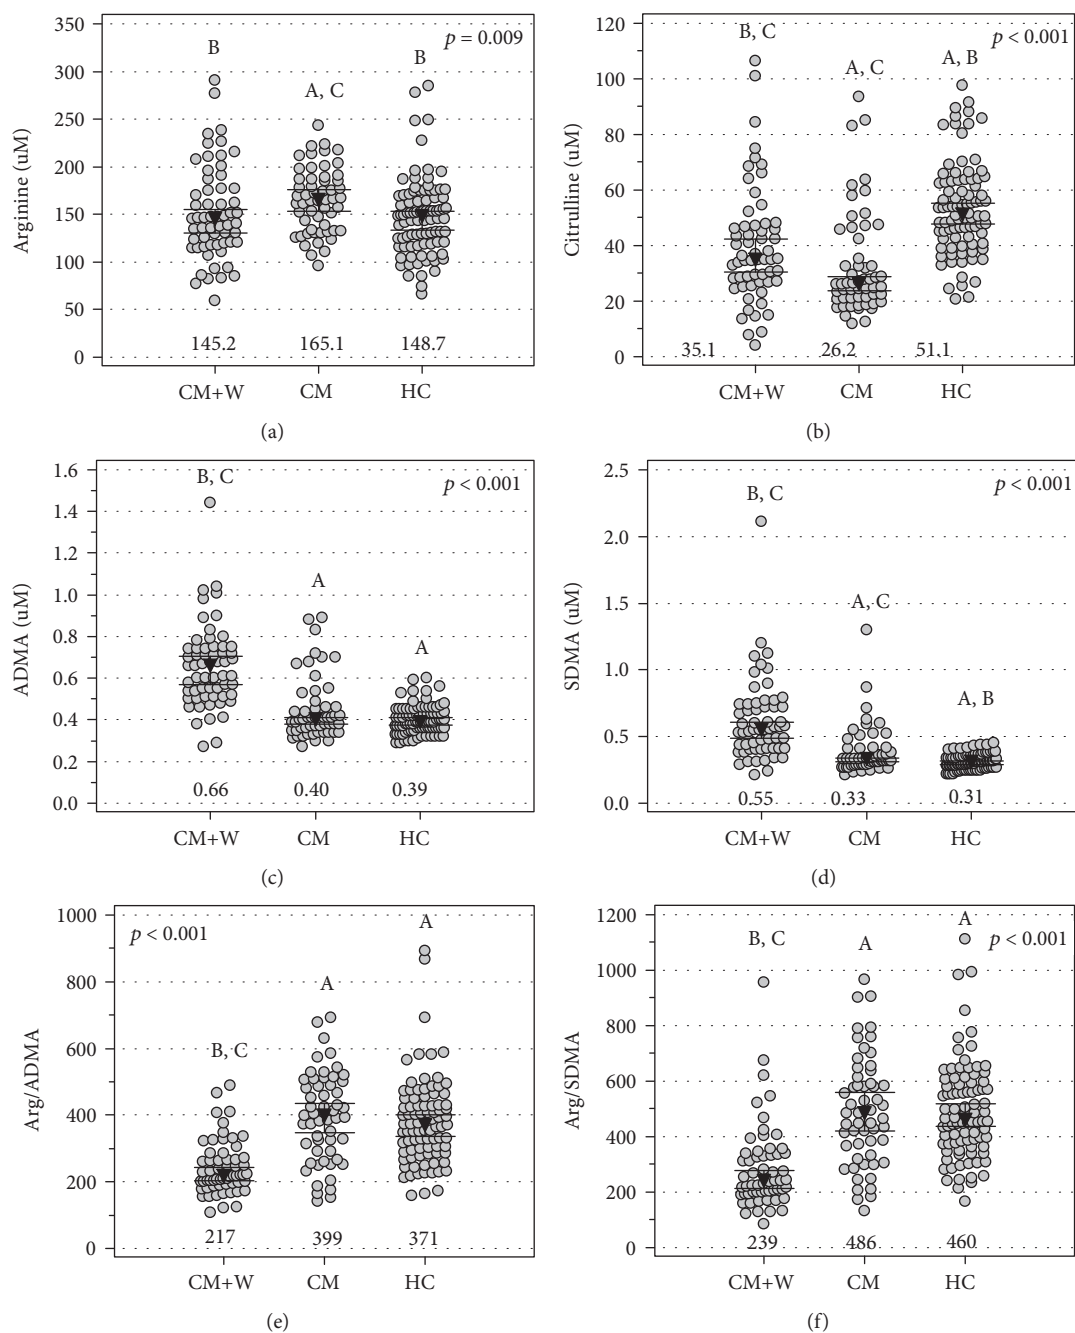 350
300
250
200
150
100
50
0
Arginine (uM)
B
A, C
B
p = 0.009
145.2
165.1
148.7
CM+W
CM
HC
(a)
120
100
80
60
40
20
0
Citrulline (uM)
B, C
A, C
A, B
p < 0.001
35.1
26.2
51.1
CM+W
CM
HC
(b)
1.6
1.4
1.2
1.0
0.8
0.6
0.4
0.2
0.0
ADMA (uM)
B, C
A
A
p < 0.001
0.66
0.40
0.39
CM+W
CM
HC
(c)
2.5
2.0
1.5
1.0
0.5
0.0
SDMA (uM)
B, C
A, C
A, B
p < 0.001
0.55
0.33
0.31
CM+W
CM
HC
(d)
1000
800
600
400
200
0
Arg/ADMA
p < 0.001
B, C
A
A
217
399
371
CM+W
CM
HC
(e)
1200
1000
800
600
400
200
0
Arg/SDMA
B, C
A
A
p < 0.001
239
486
460
CM+W
CM
HC
(f)